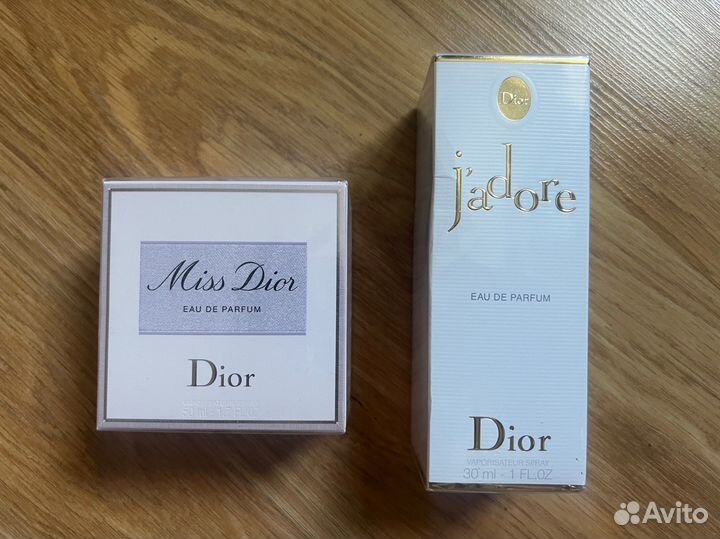 Miss Dior
EAU DE PARFUM
Dior
50 ml - 1.7 FL.OZ
Dior
j'adore
EAU DE PARFUM
Dior
VAPORISATEUR SPRAY
30 ml - 1 FL.OZ
Avito